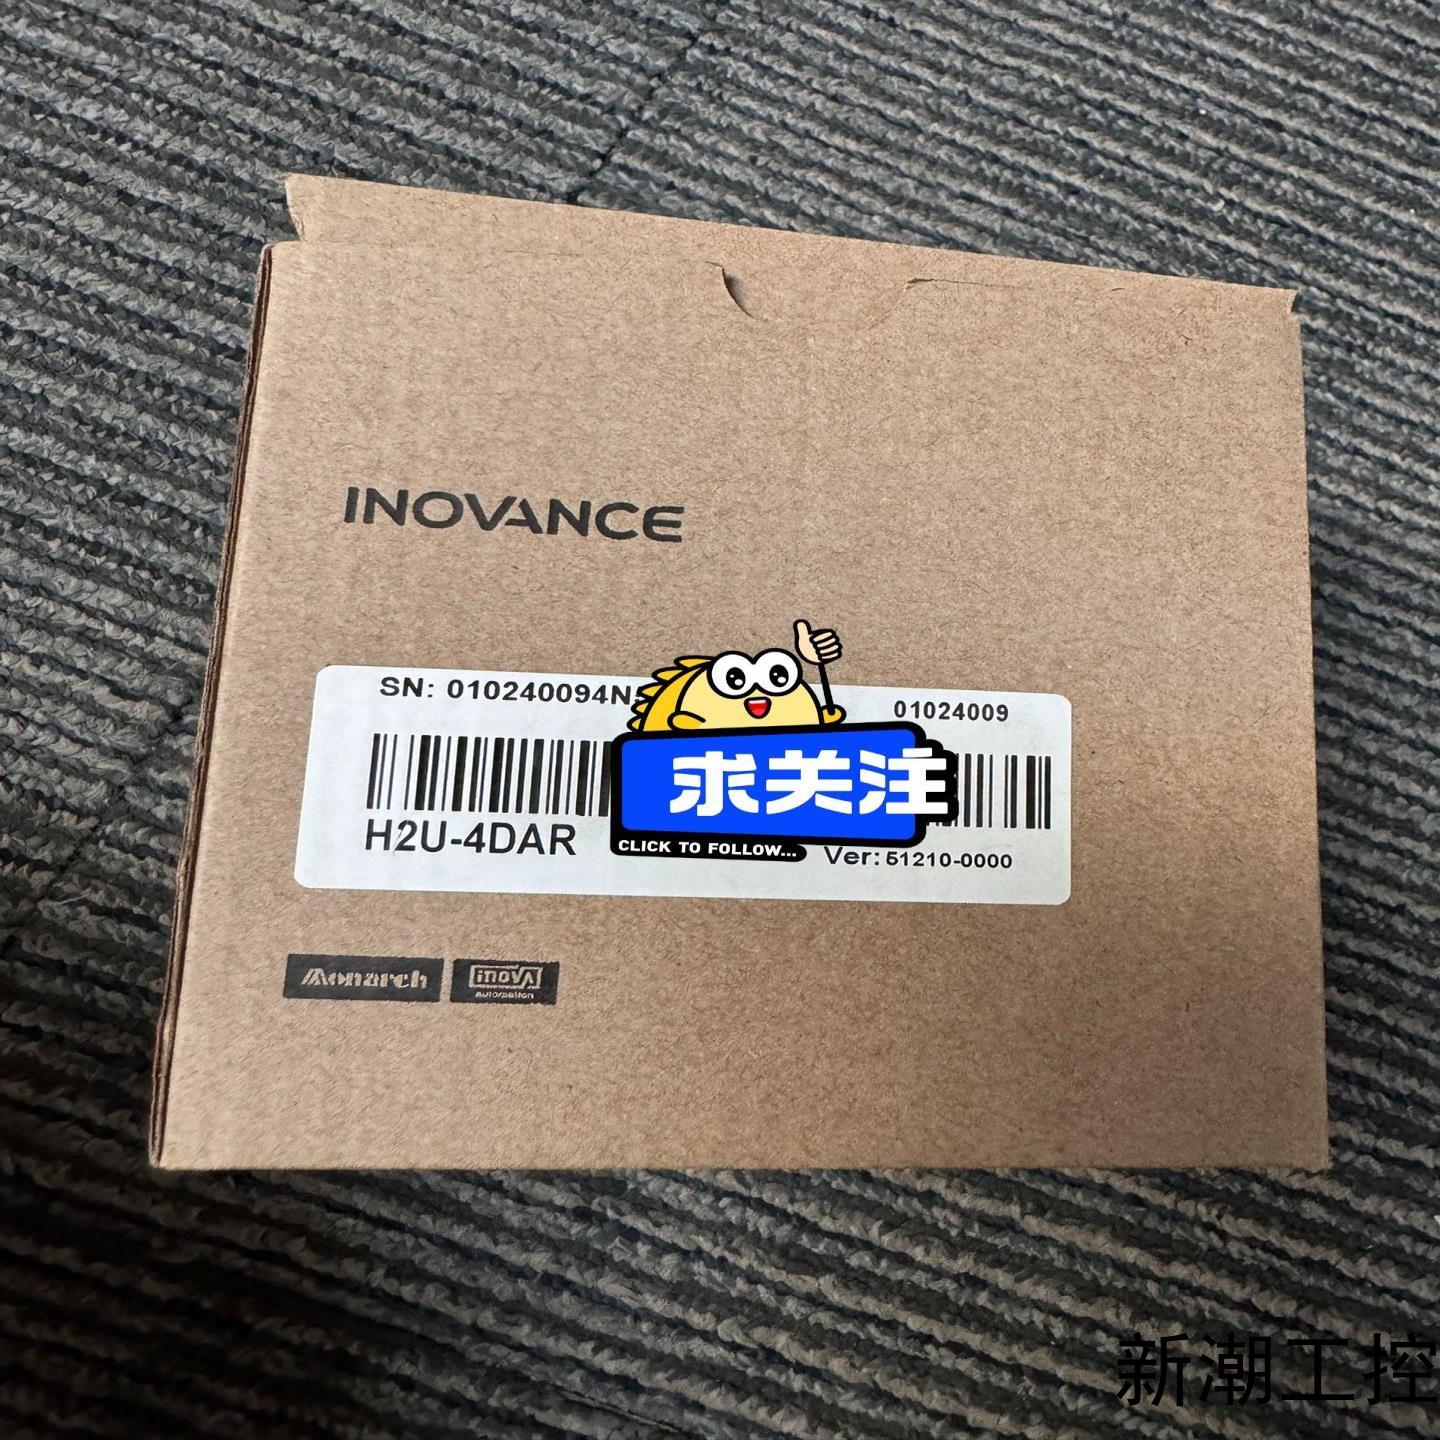 INOVANCE
SN: 010240094N
01024009
求关注
H2U-4DAR
CLICK TO FOLLOW...
Ver: 51210-0000
Monarch
inovA
automation
新潮工控